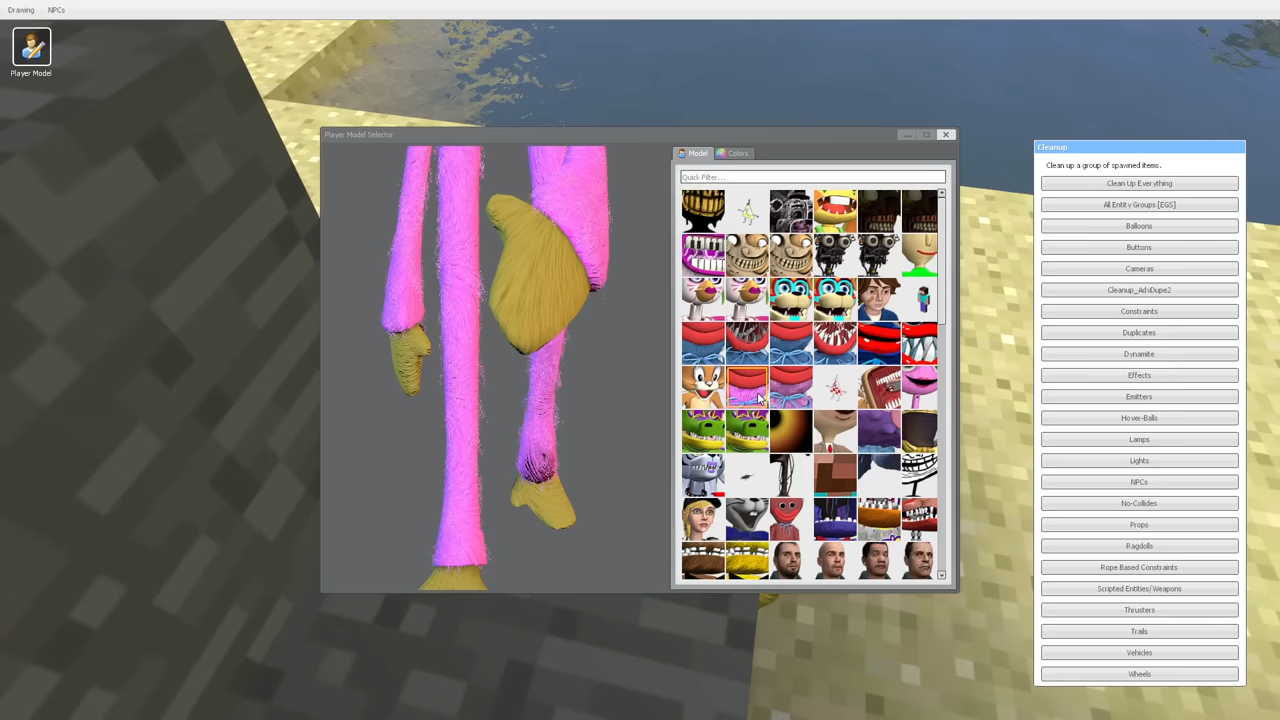 Drawing NPCs
Player Model
Player Model Selector
Model Colors
Quick Filter...
Cleanup
Clean up a group of spawned items.
Clean Up Everything
All Entity Groups [EGS]
Balloons
Buttons
Cameras
Cleanup_AdvDupe2
Constraints
Duplicates
Dynamite
Effects
Emitters
Hover-Balls
Lamps
Lights
NPCs
No-Collides
Props
Ragdolls
Rope Based Constraints
Scripted Entities/Weapons
Thrusters
Trails
Vehicles
Wheels